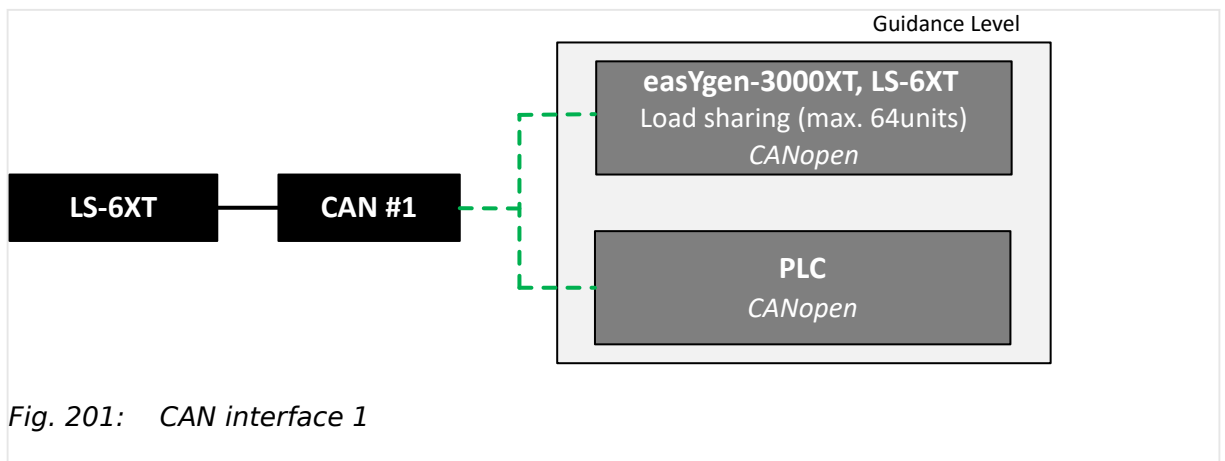 Guidance Level
easYgen-3000XT, LS-6XT
Load sharing (max. 64units)
CANopen
LS-6XT
CAN #1
PLC
CANopen
Fig. 201: CAN interface 1